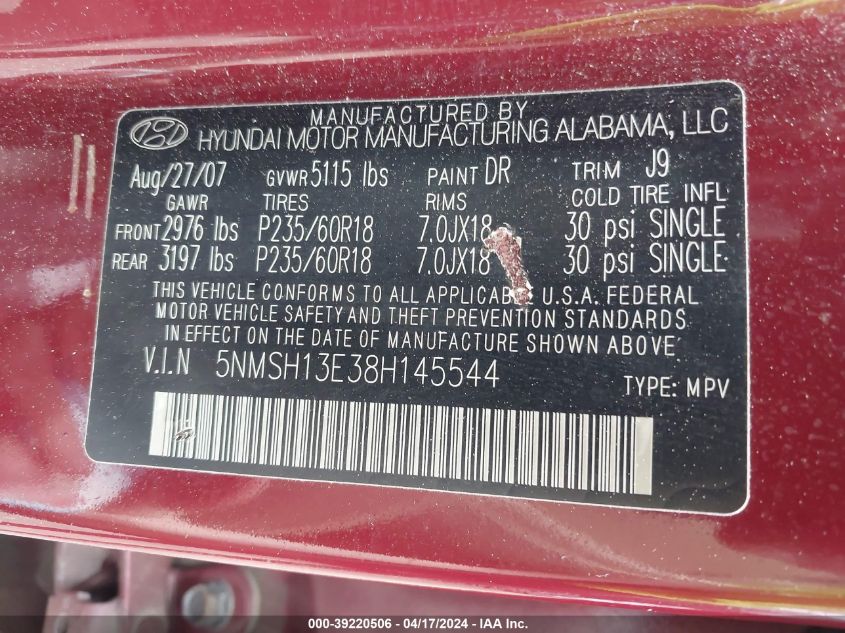 MANUFACTURED BY
HYUNDAI MOTOR MANUFACTURING ALABAMA, LLC
Aug/27/07 GVWR 5115 lbs PAINT DR TRIM J9
GAWR TIRES RIMS COLD TIRE INFL
FRONT 2976 lbs P235/60R18 7.0JX18 30 psi SINGLE
REAR 3197 lbs P235/60R18 7.0JX18 30 psi SINGLE
THIS VEHICLE CONFORMS TO ALL APPLICABLE U.S.A. FEDERAL
MOTOR VEHICLE SAFETY AND THEFT PREVENTION STANDARDS
IN EFFECT ON THE DATE OF MANUFACTURE SHOWN ABOVE.
V.I.N 5NMSH13E38H145544
TYPE: MPV
000-39220506 - 04/17/2024 - IAA Inc.